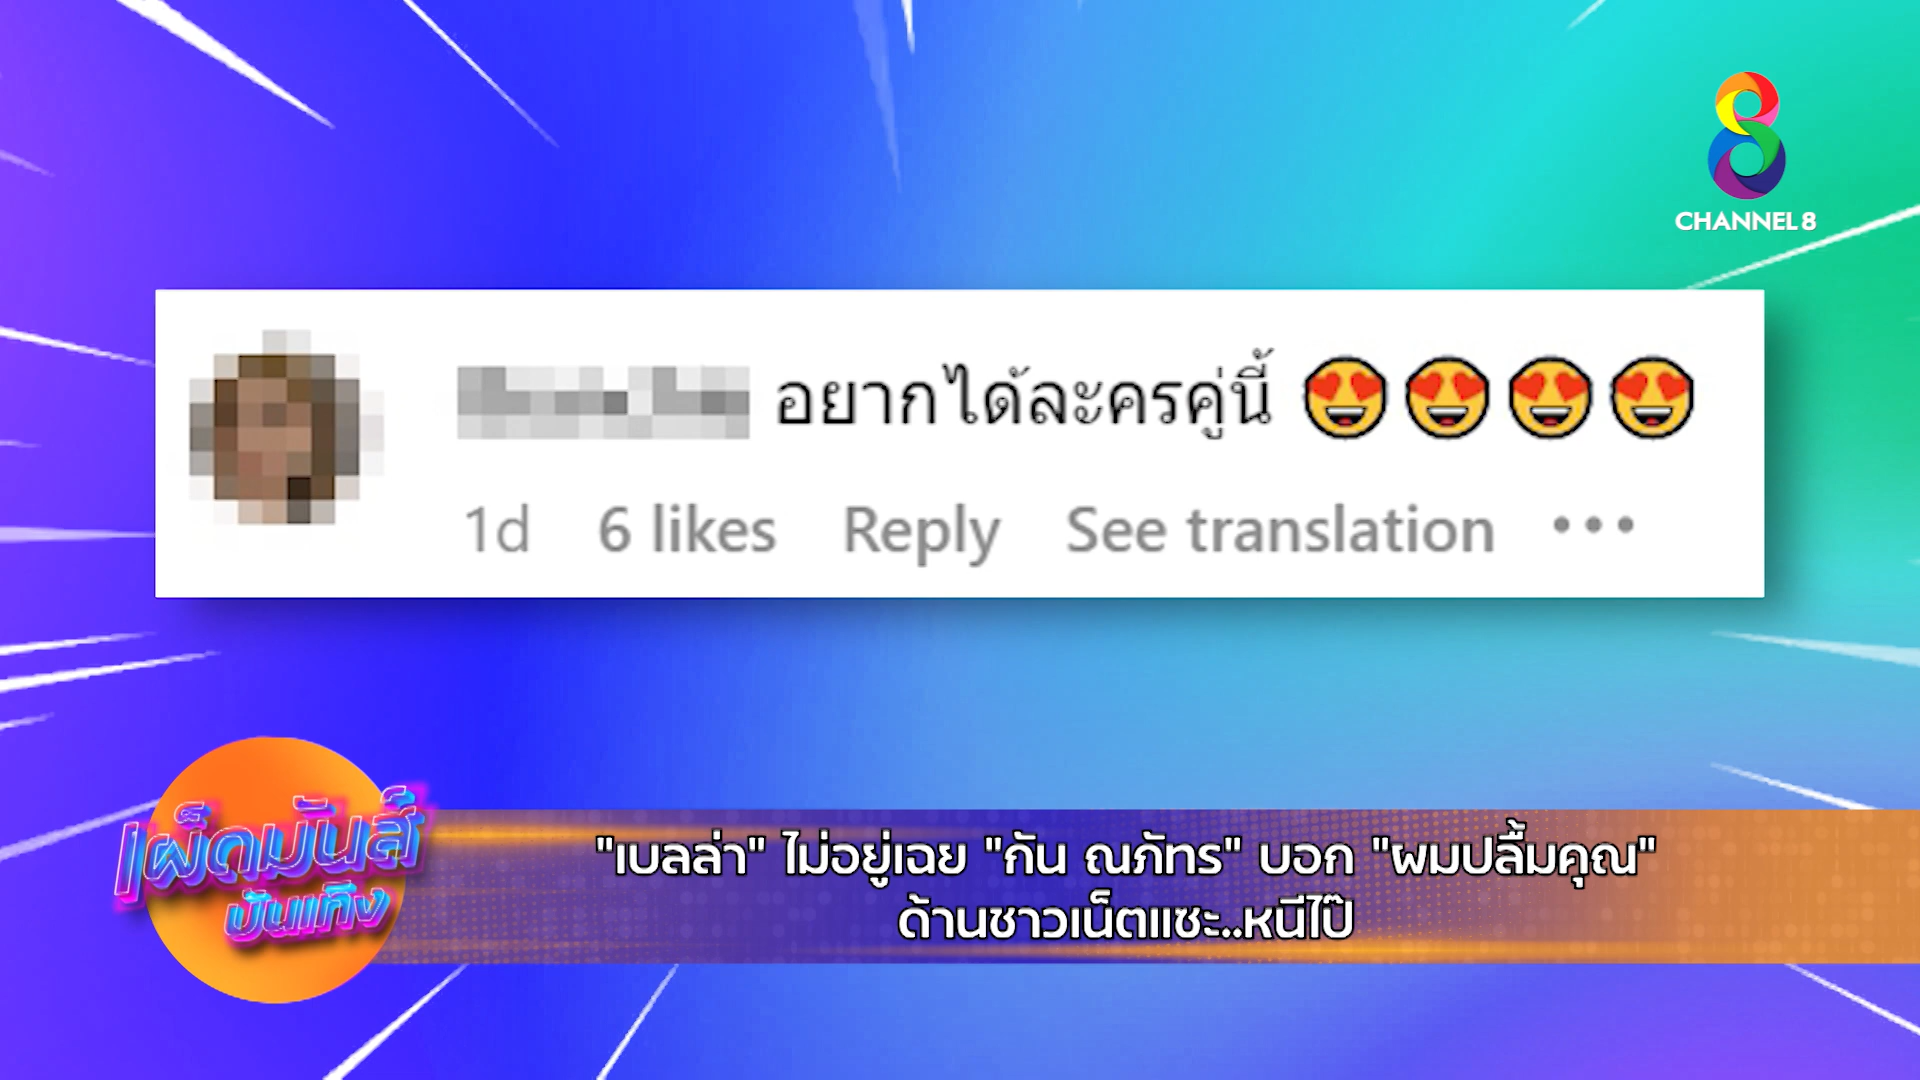 CHANNEL 8
อยากได้ละครคู่นี้ 😍😍😍😍
1d 6 likes Reply See translation •••
เผ็ดมันส์
บันเทิง
"เบลล่า" ไม่อยู่เฉย "กัน ณภัทร" บอก "ผมปลื้มคุณ"
ด้านชาวเน็ตแซะ..หนีไป๊